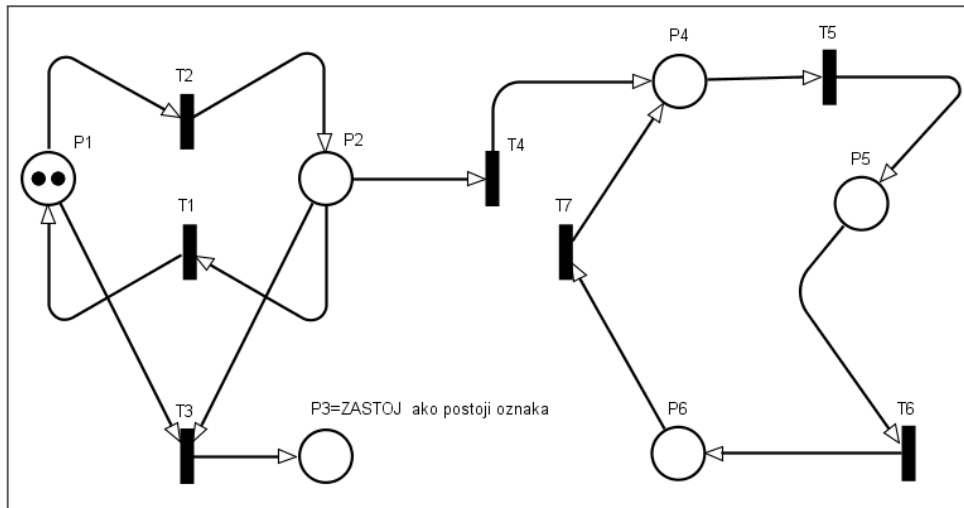 P4
T5
T2
P1
P2
T4
P5
T1
T7
P3=ZASTOJ ako postoji oznaka
T3
P6
T6